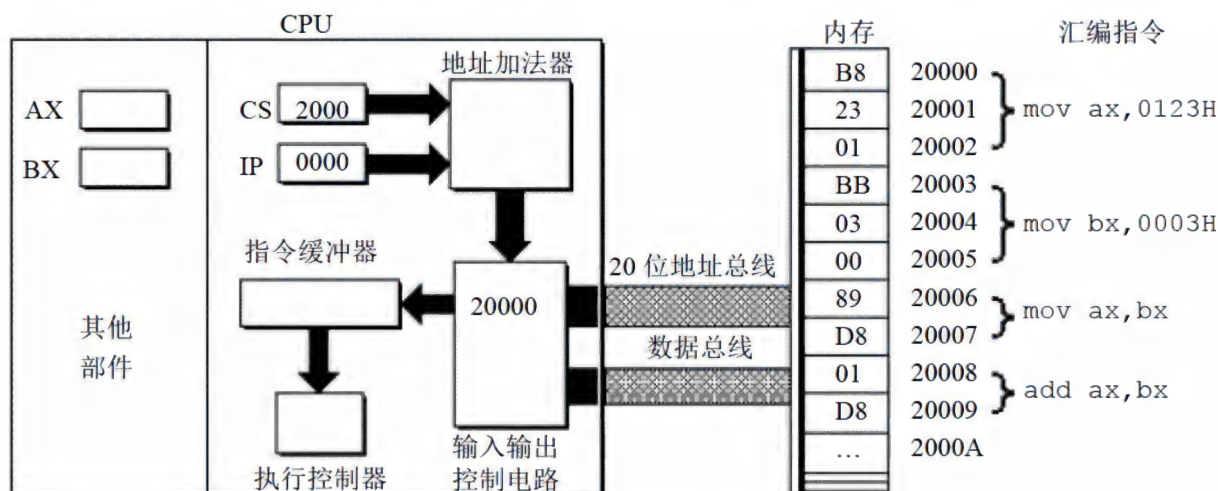 CPU
AX
BX
其他
部件
CS 2000
IP 0000
地址加法器
指令缓冲器
20000
执行控制器
输入输出
控制电路
20 位地址总线
数据总线
内存 汇编指令
B8 20000
23 20001 mov ax,0123H
01 20002
BB 20003
03 20004 mov bx,0003H
00 20005
89 20006
mov ax,bx
D8 20007
01 20008
add ax,bx
D8 20009
… 2000A